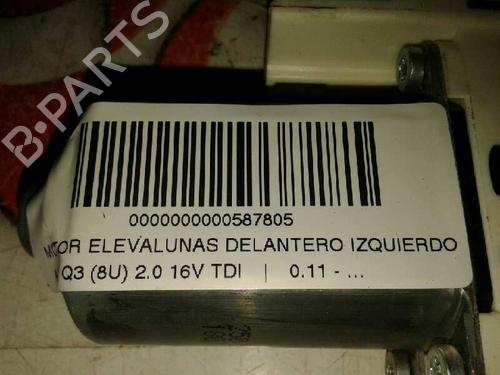 B-PARTS
0000000000587805
MOTOR ELEVALUNAS DELANTERO IZQUIERDO
Q3 (8U) 2.0 16V TDI | 0.11 - ...